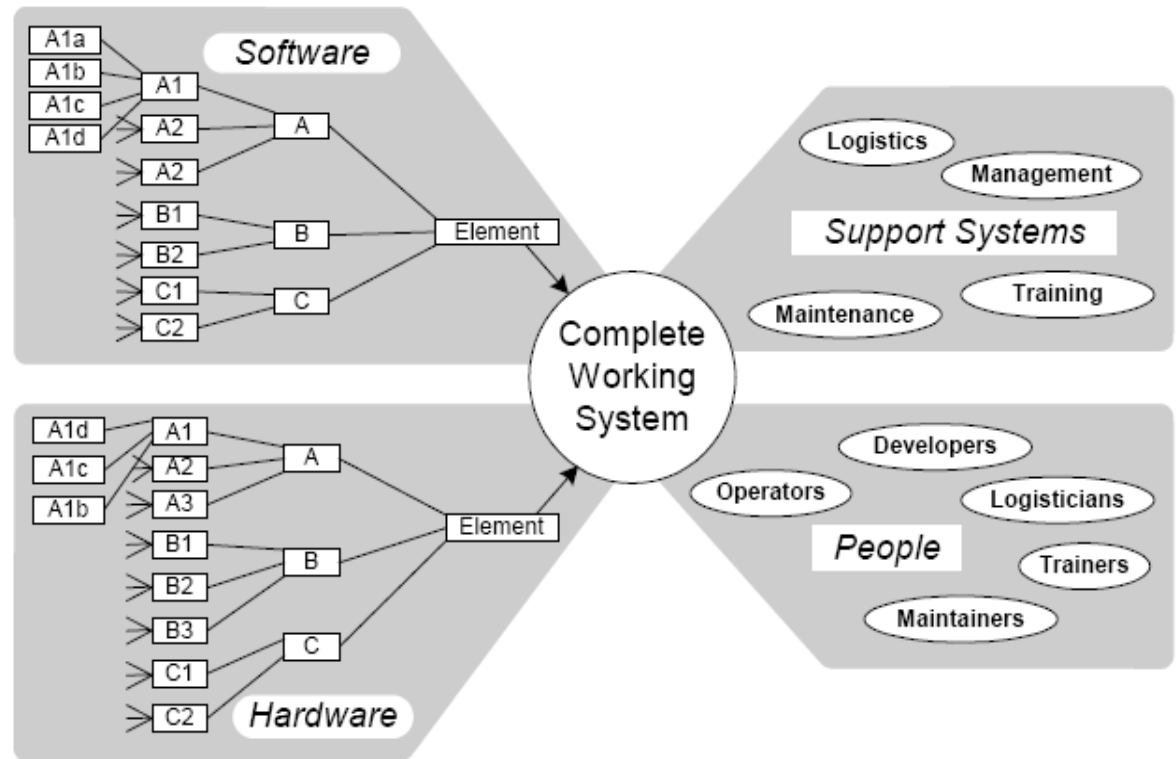 Software
A1a
A1b
A1c
A1d
A1
A2
A2
B1
B2
C1
C2
A
B
C
Element
Logistics
Management
Support Systems
Training
Maintenance
Complete
Working
System
A1d
A1c
A1b
A1
A2
A3
B1
B2
B3
C1
C2
A
B
C
Element
Hardware
Developers
Operators
Logisticians
People
Trainers
Maintainers